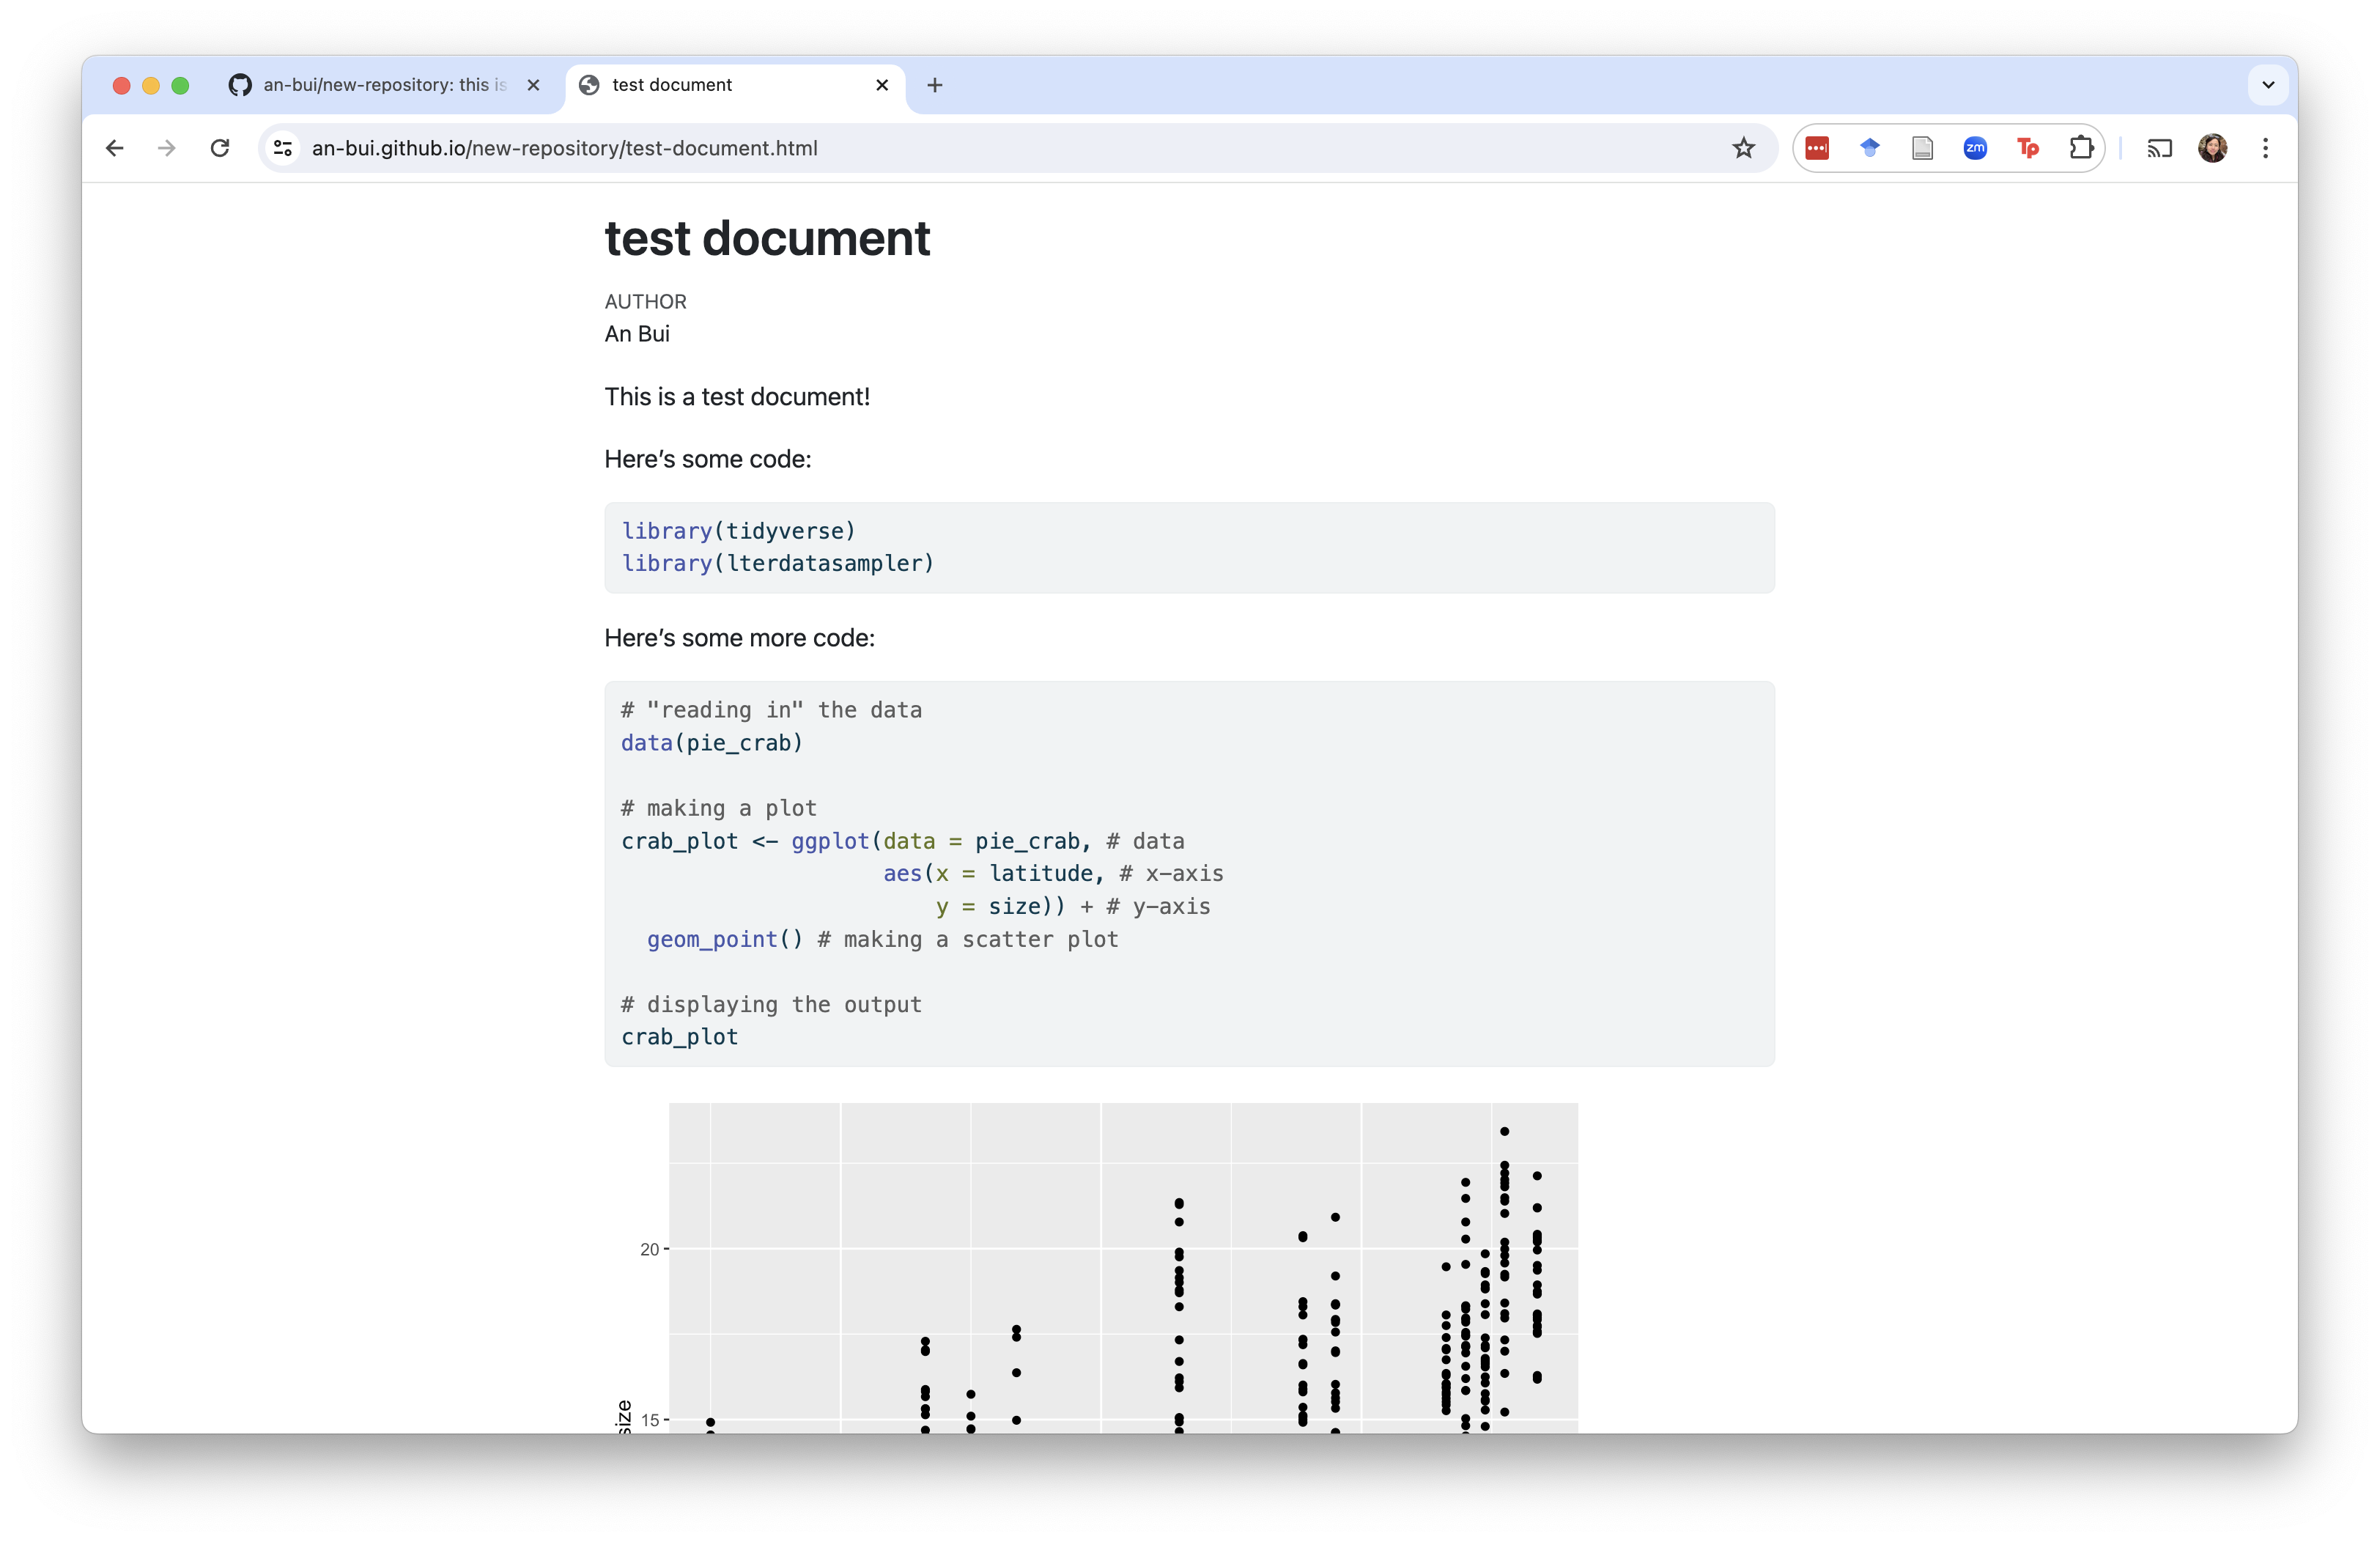 an-bui/new-repository: this is
test document
an-bui.github.io/new-repository/test-document.html
zm
Tp
test document
AUTHOR
An Bui
This is a test document!
Here’s some code:
library(tidyverse)
library(lterdatasampler)
Here’s some more code:
# "reading in" the data
data(pie_crab)
# making a plot
crab_plot <- ggplot(data = pie_crab, # data
aes(x = latitude, # x-axis
y = size)) + # y-axis
geom_point() # making a scatter plot
# displaying the output
crab_plot
20
15
size